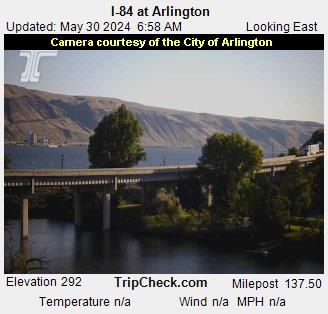 I-84 at Arlington
Updated: May 30 2024 6:58 AM Looking East
Camera courtesy of the City of Arlington
Elevation 292 TripCheck.com Milepost 137.50
Temperature n/a Wind n/a MPH n/a